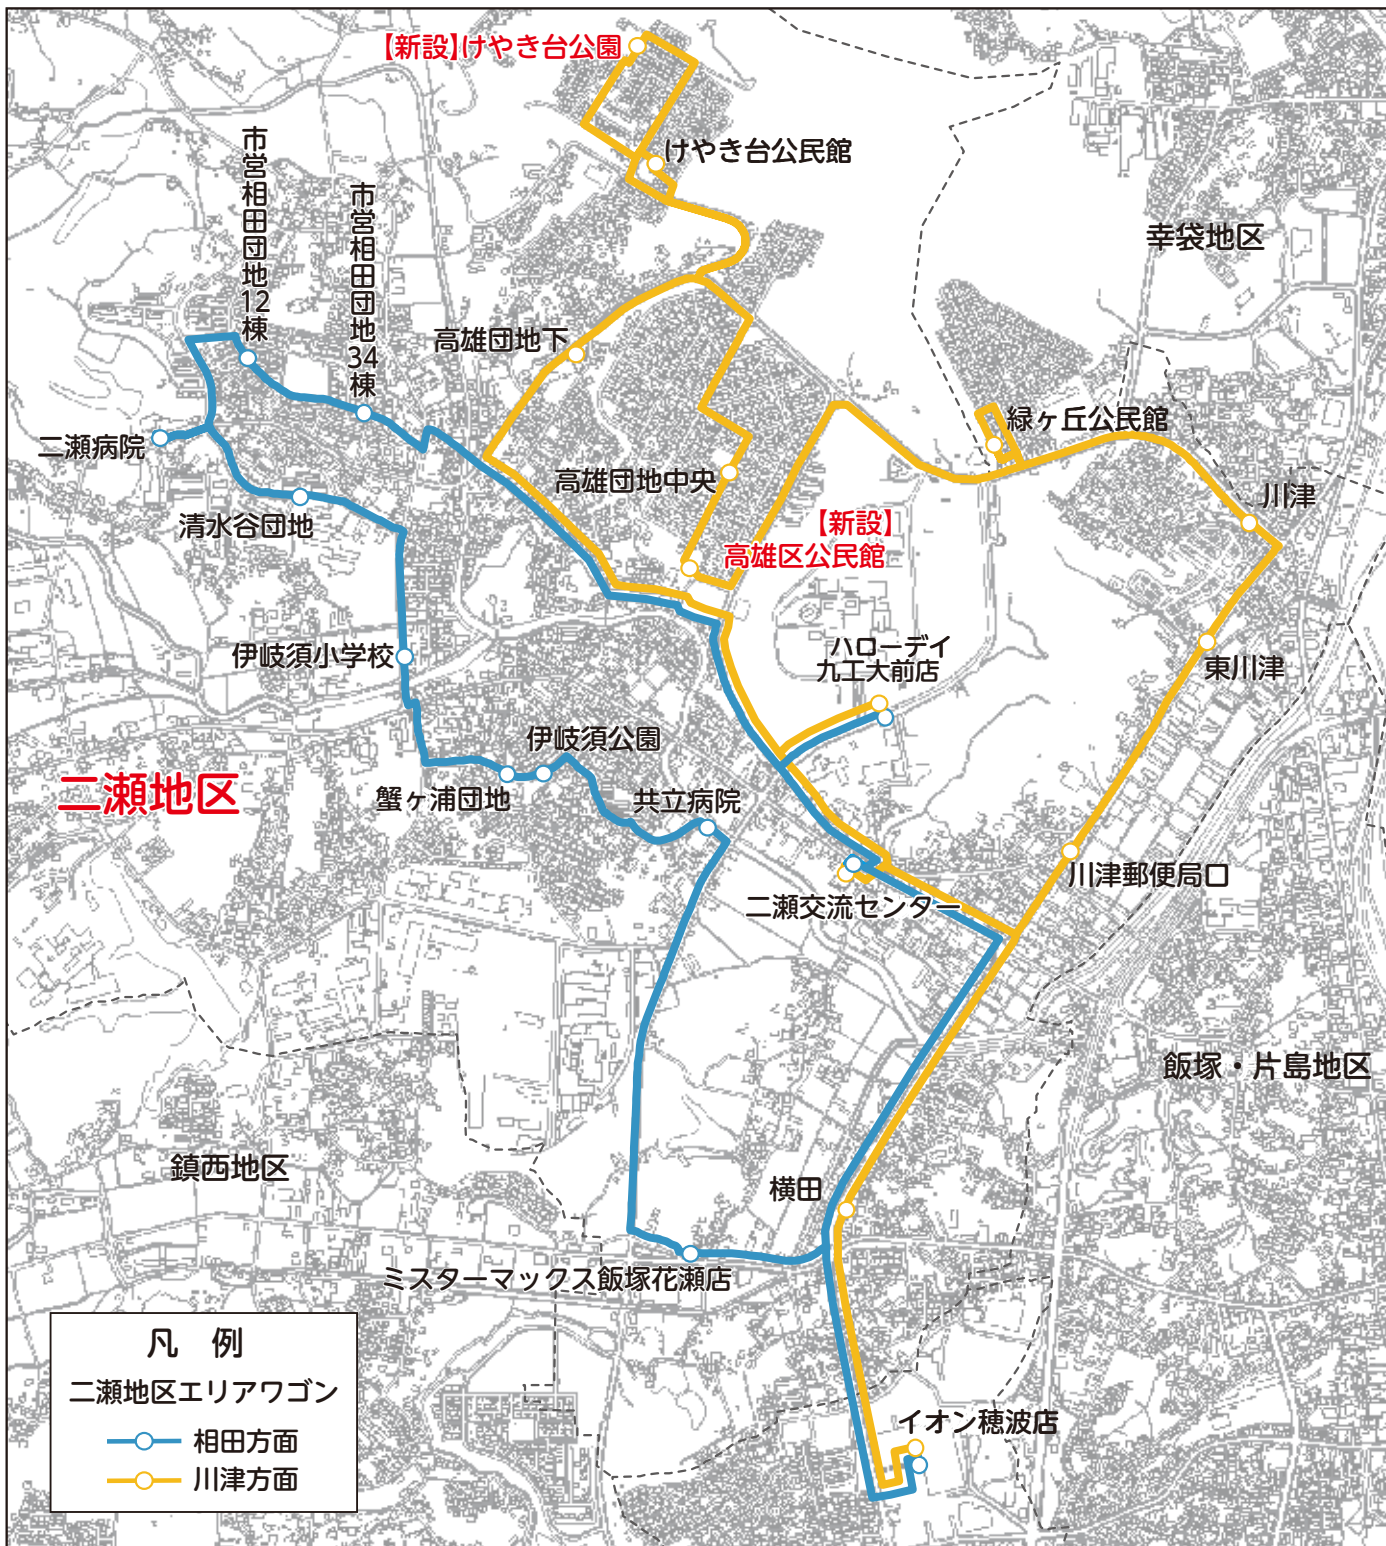 【新設】けやき台公園
けやき台公民館
市営相田団地12棟
市営相田団地34棟
幸袋地区
高雄団地下
緑ヶ丘公民館
二瀬病院
高雄団地中央
川津
清水谷団地
【新設】
高雄区公民館
伊岐須小学校
ハローデイ
九工大前店
東川津
伊岐須公園
二瀬地区
蟹ヶ浦団地
共立病院
川津郵便局口
二瀬交流センター
飯塚・片島地区
鎮西地区
横田
ミスターマックス飯塚花瀬店
イオン穂波店
凡 例
二瀬地区エリアワゴン
相田方面
川津方面